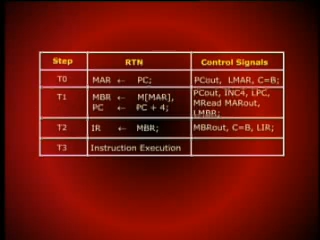 Step RTN Control Signals
T0 MAR ← PC; PCout, LMAR, C=B;
T1 MBR ← M[MAR], PCout, INC4, LPC,
PC ← PC + 4; MRead MARout,
LMBR;
T2 IR ← MBR; MBRout, C=B, LIR;
T3 Instruction Execution